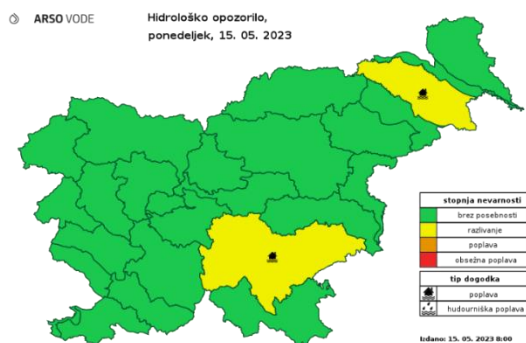 ARSO VODE
Hidrološko opozorilo,
ponedeljek, 15. 05. 2023
stopnja nevarnosti
brez posebnosti
razlivanje
poplava
obsežna poplava
tip dogodka
poplava
hudourniška poplava
Izdano: 15. 05. 2023 8:00